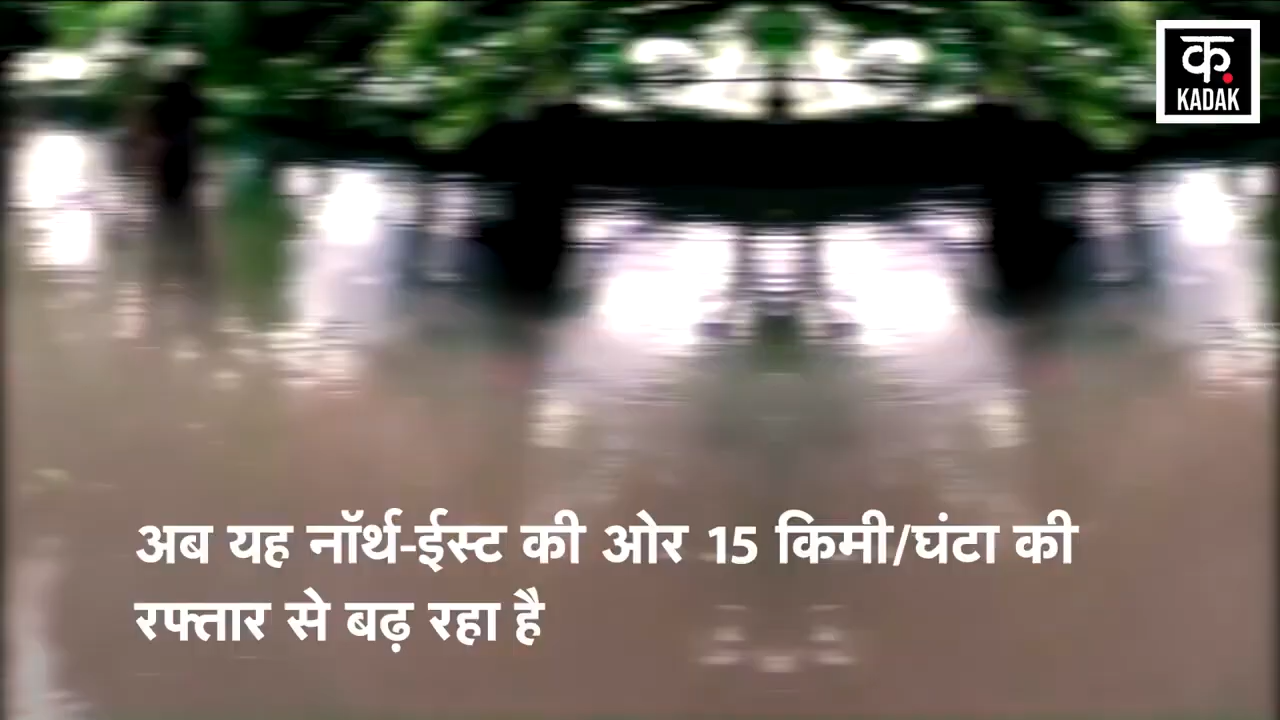 क.
KADAK
अब यह नॉर्थ-ईस्ट की ओर 15 किमी/घंटा की
रफ्तार से बढ़ रहा है